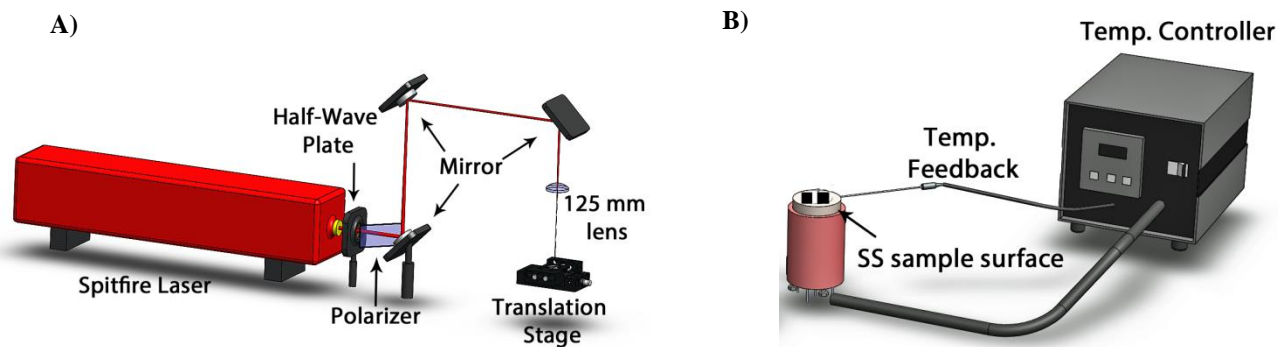 A)
Half-Wave
Plate
Mirror
125 mm
lens
Spitfire Laser
Polarizer
Translation
Stage
B)
Temp. Controller
Temp.
Feedback
SS sample surface